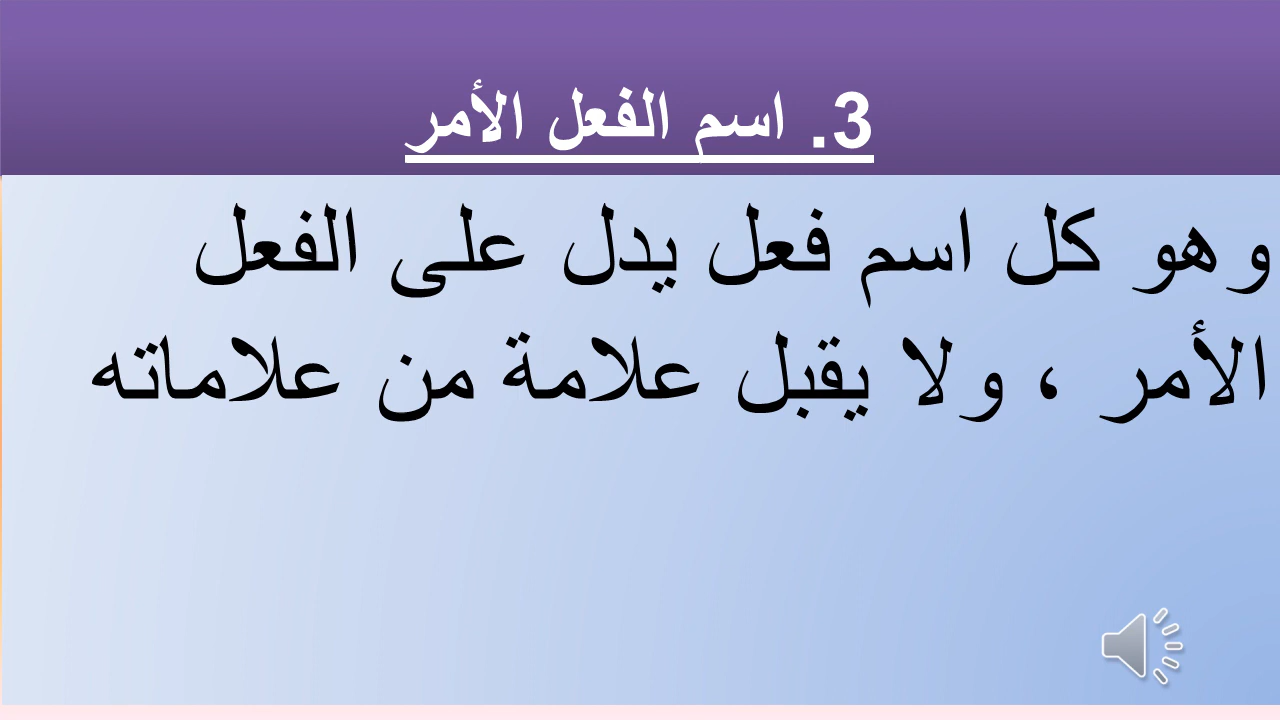 3. اسم الفعل الأمر
وهو كل اسم فعل يدل على الفعل
الأمر ، ولا يقبل علامة من علاماته